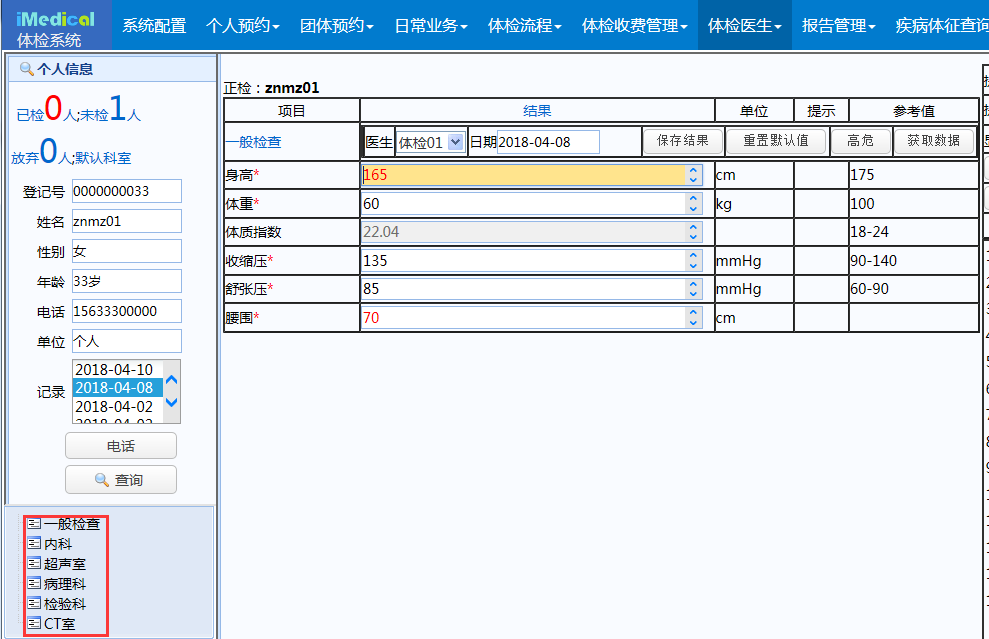 iMedical
体检系统
系统配置 个人预约 团体预约 日常业务 体检流程 体检收费管理 体检医生 报告管理 疾病体征查询
个人信息
已检0人;未检1人
放弃0人;默认科室
登记号 0000000033
姓名 znmz01
性别 女
年龄 33岁
电话 15633300000
单位 个人
记录 2018-04-10
2018-04-08
2018-04-02
电话
查询
一般检查
内科
超声室
病理科
检验科
CT室
正检：znmz01
项目 结果 单位 提示 参考值
一般检查 医生 体检01 日期 2018-04-08 保存结果 重置默认值 高危 获取数据
身高* 165 cm 175
体重* 60 kg 100
体质指数 22.04 18-24
收缩压* 135 mmHg 90-140
舒张压* 85 mmHg 60-90
腰围* 70 cm